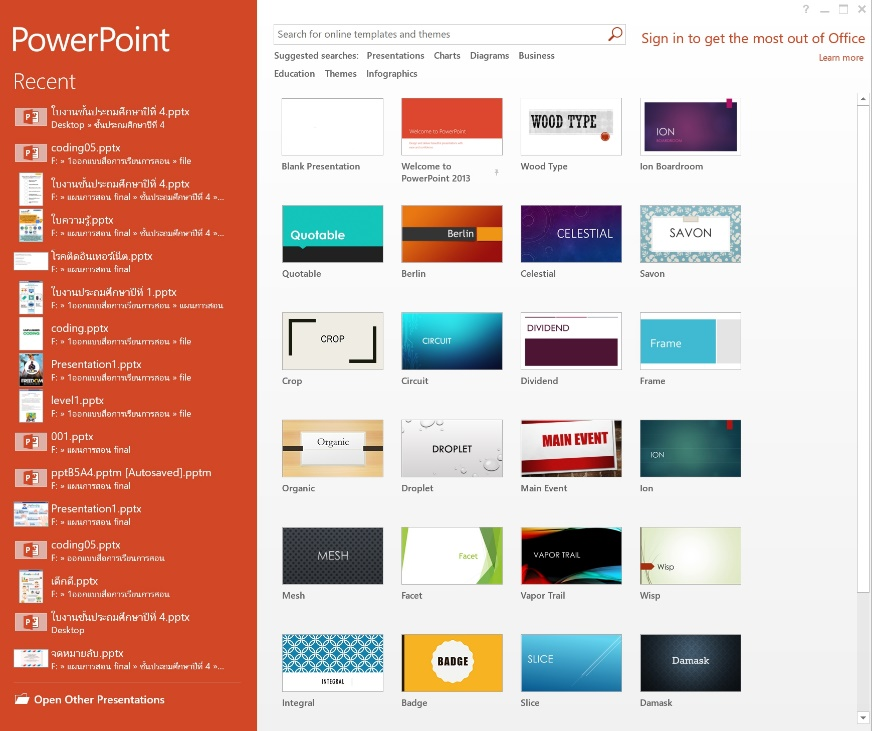 PowerPoint
Recent
ใบงานชั้นประถมศึกษาปีที่ 4.pptx
Desktop » ชั้นประถมศึกษาปีที่ 4
coding05.pptx
F: » 1ออกแบบสื่อการเรียนการสอน » file
ใบงานชั้นประถมศึกษาปีที่ 4.pptx
F: » แผนการสอน final » ชั้นประถมศึกษาปีที่ 4 »...
ใบความรู้.pptx
F: » แผนการสอน final » ชั้นประถมศึกษาปีที่ 4 »...
โรคติดอินเทอร์เน็ต.pptx
F: » แผนการสอน final
ใบงานประถมศึกษาปีที่ 1.pptx
F: » 1ออกแบบสื่อการเรียนการสอน » แผนการสอน
coding.pptx
F: » 1ออกแบบสื่อการเรียนการสอน » file
Presentation1.pptx
F: » 1ออกแบบสื่อการเรียนการสอน » file
level1.pptx
F: » 1ออกแบบสื่อการเรียนการสอน » file
001.pptx
F: » แผนการสอน final
pptB5A4.pptm [Autosaved].pptm
F: » แผนการสอน final
Presentation1.pptx
F: » แผนการสอน final
coding05.pptx
F: » ออกแบบสื่อการเรียนการสอน
เด็กดี.pptx
F: » 1ออกแบบสื่อการเรียนการสอน
ใบงานชั้นประถมศึกษาปีที่ 4.pptx
Desktop
จดหมายลับ.pptx
F: » แผนการสอน final » ชั้นประถมศึกษาปีที่ 4 »...
Open Other Presentations
Search for online templates and themes
Sign in to get the most out of Office
Learn more
Suggested searches: Presentations Charts Diagrams Business
Education Themes Infographics
Welcome to PowerPoint
WOOD TYPE
ION
Blank Presentation
Welcome to
PowerPoint 2013
Wood Type
Ion Boardroom
Quotable
Berlin
CELESTIAL
SAVON
Quotable
Berlin
Celestial
Savon
CROP
CIRCUIT
DIVIDEND
Frame
Crop
Circuit
Dividend
Frame
Organic
DROPLET
MAIN EVENT
ION
Organic
Droplet
Main Event
Ion
MESH
Facet
VAPOR TRAIL
Wisp
Mesh
Facet
Vapor Trail
Wisp
INTEGRAL
BADGE
SLICE
Damask
Integral
Badge
Slice
Damask